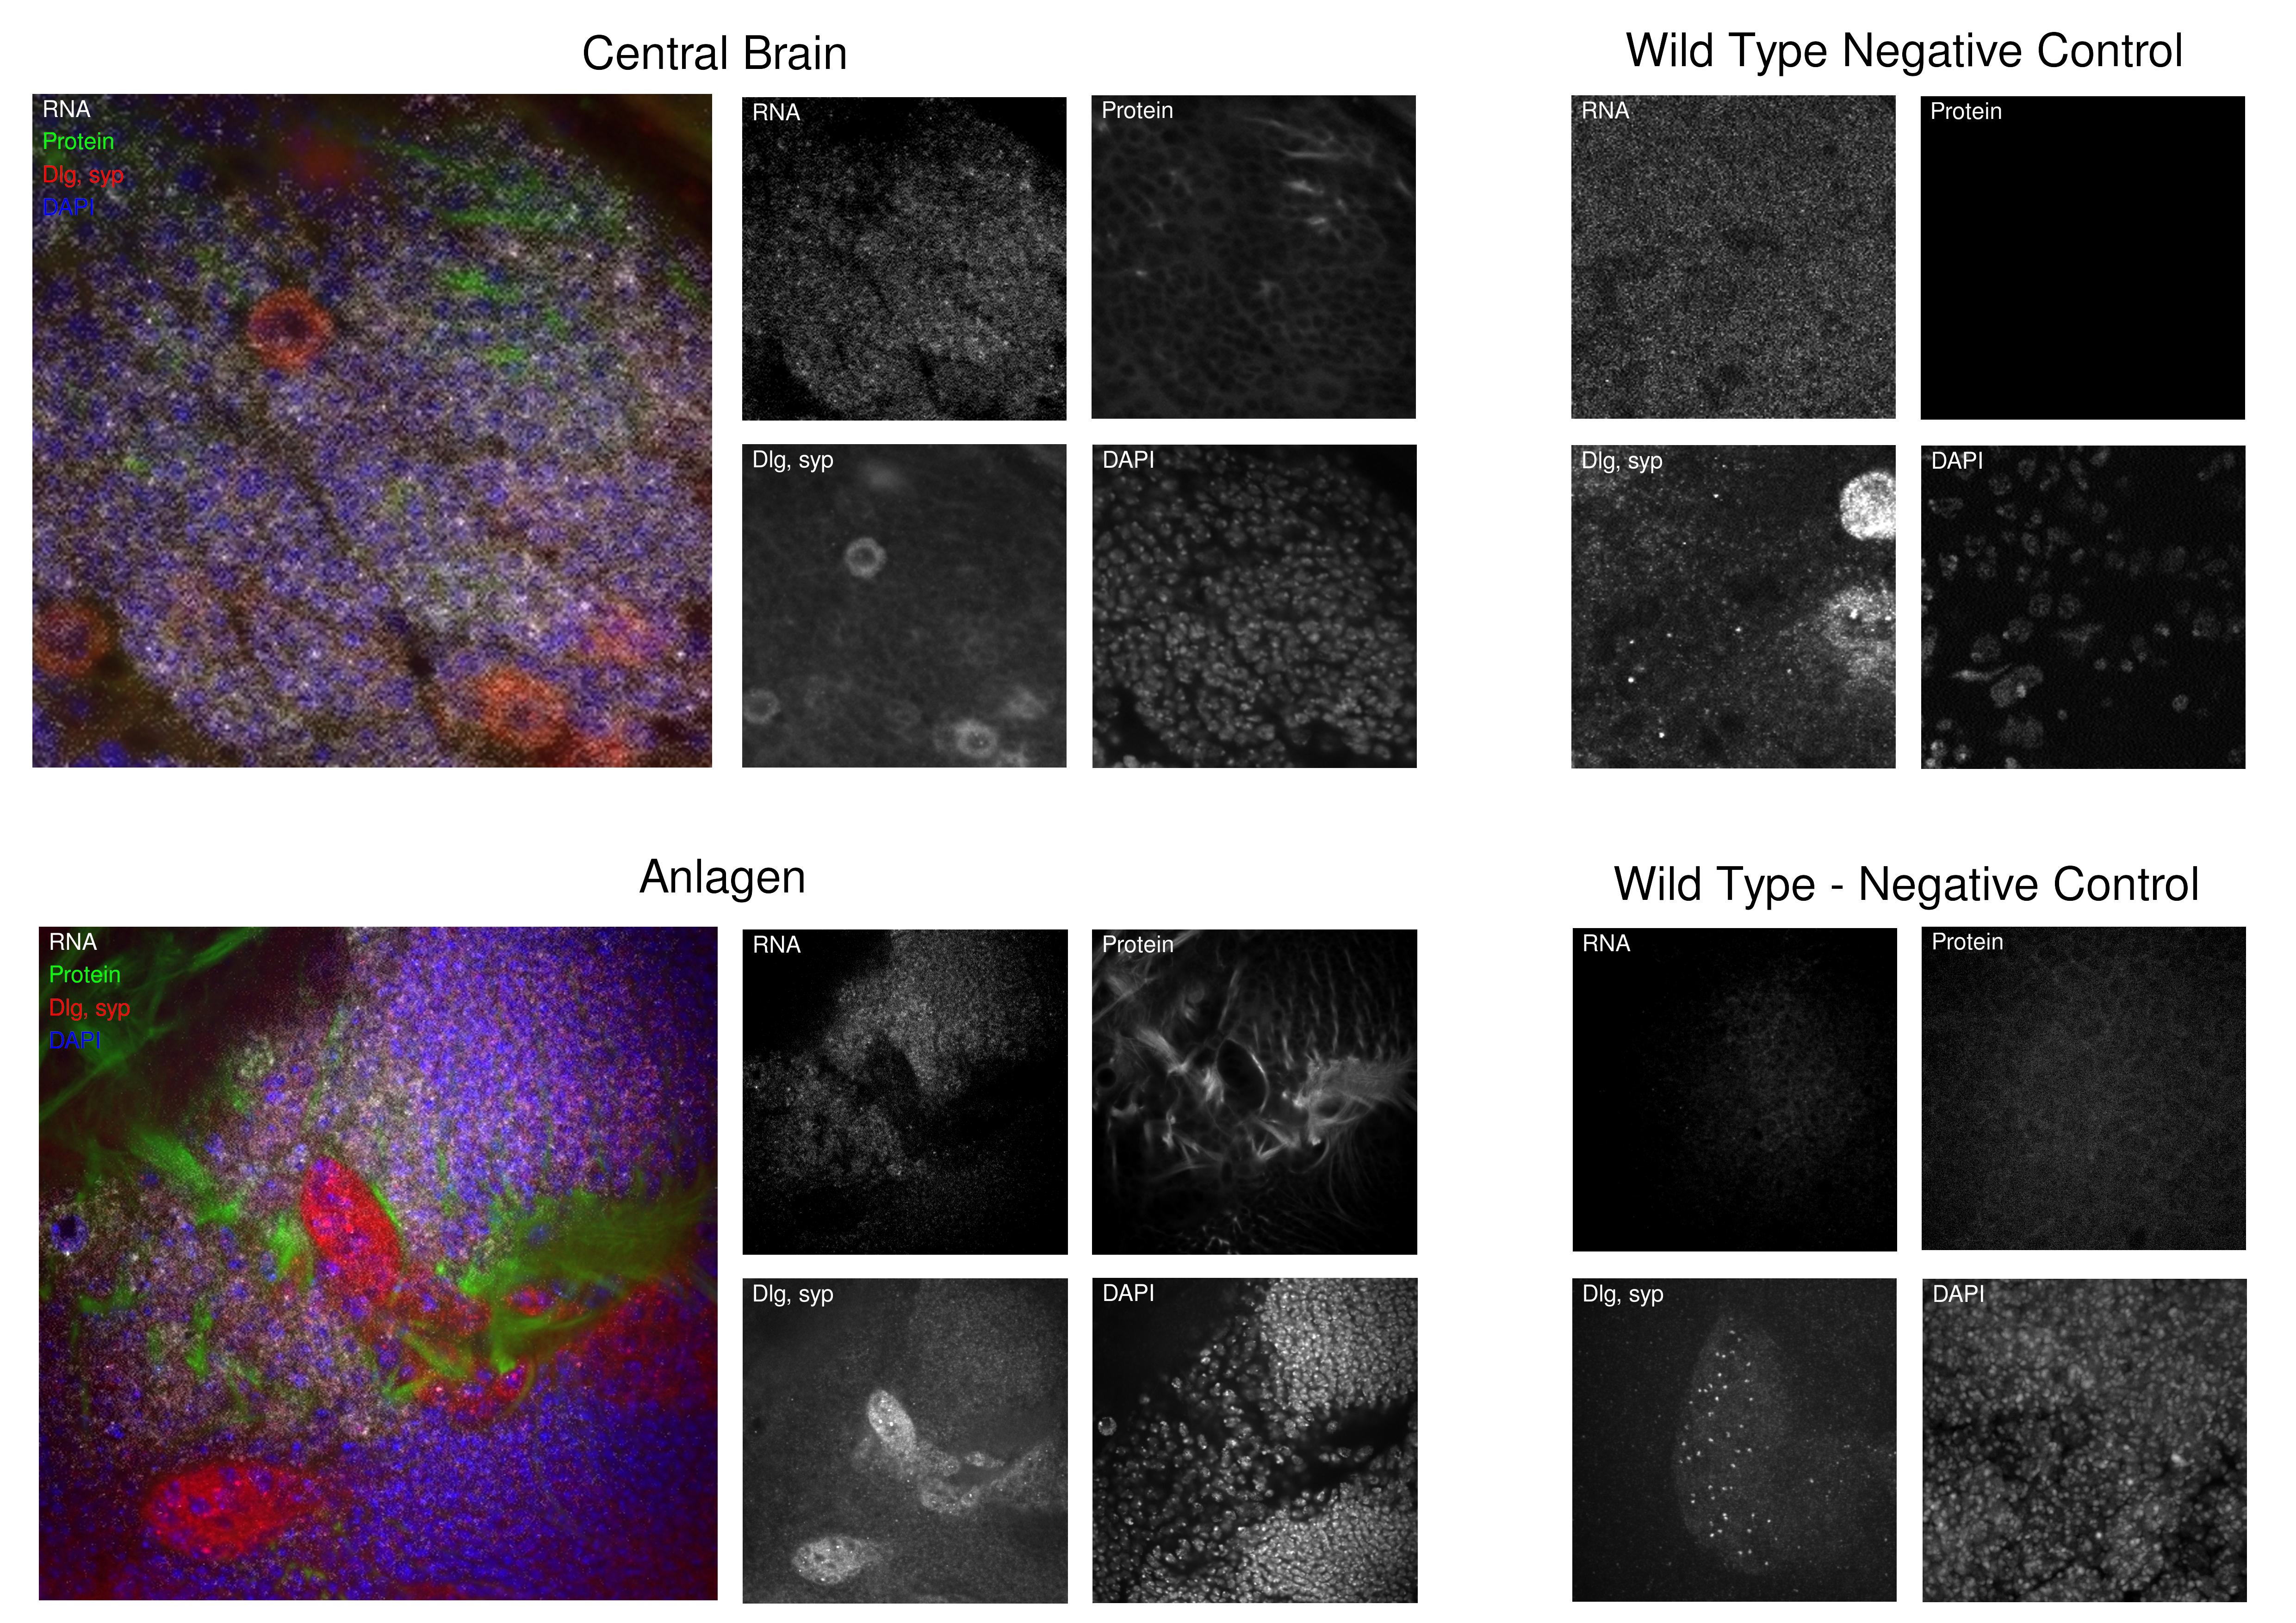 Central Brain
Wild Type Negative Control
RNA
Protein
Dlg, syp
DAPI
RNA
Protein
Dlg, syp
DAPI
RNA
Protein
Dlg, syp
DAPI
Anlagen
Wild Type - Negative Control
RNA
Protein
Dlg, syp
DAPI
RNA
Protein
Dlg, syp
DAPI
RNA
Protein
Dlg, syp
DAPI